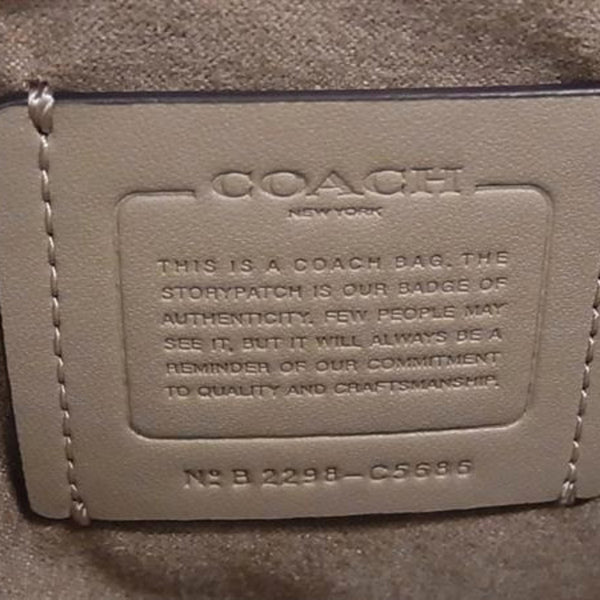 COACH
NEW YORK
THIS IS A COACH BAG. THE
STORYPATCH IS OUR BADGE OF
AUTHENTICITY. FEW PEOPLE MAY
SEE IT, BUT IT WILL ALWAYS BE A
REMINDER OF OUR COMMITMENT
TO QUALITY AND CRAFTSMANSHIP.
Nº B 2298-C5686